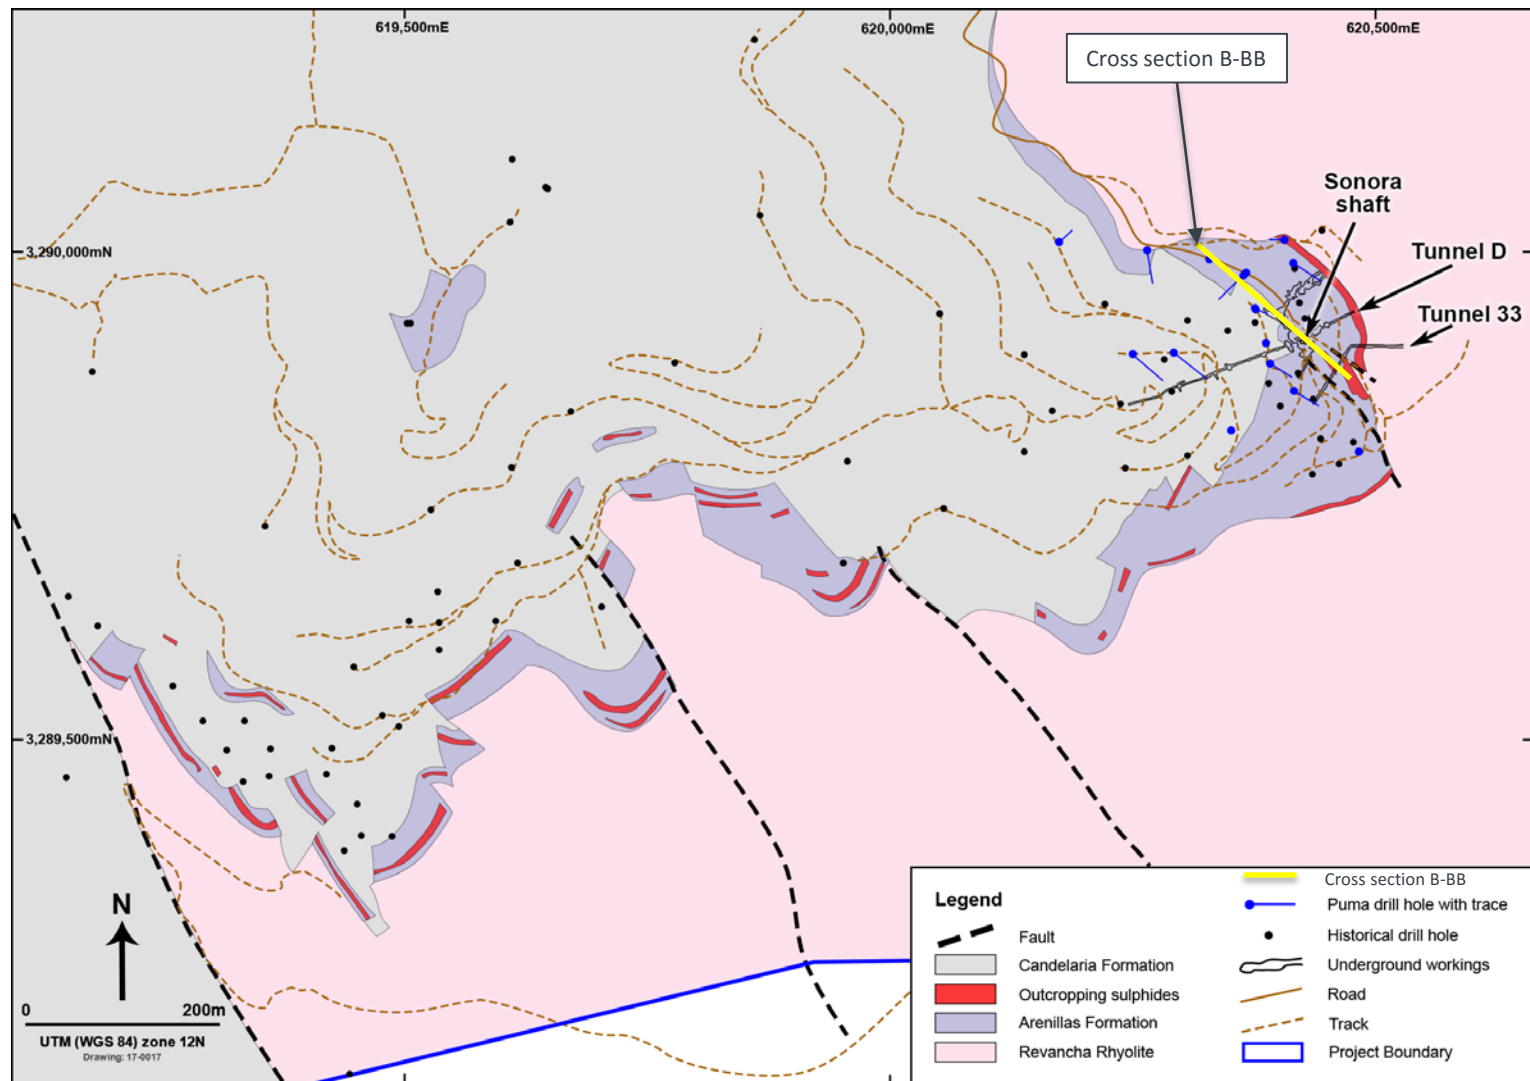 619,500mE
620,000mE
620,500mE
Cross section B-BB
Sonora
shaft
3,290,000mN
Tunnel D
Tunnel 33
3,289,500mN
N
0
200m
UTM (WGS 84) zone 12N
Drawing: 17-0017
Legend
Fault
Candelaria Formation
Outcropping sulphides
Arenillas Formation
Revancha Rhyolite
Cross section B-BB
Puma drill hole with trace
Historical drill hole
Underground workings
Road
Track
Project Boundary